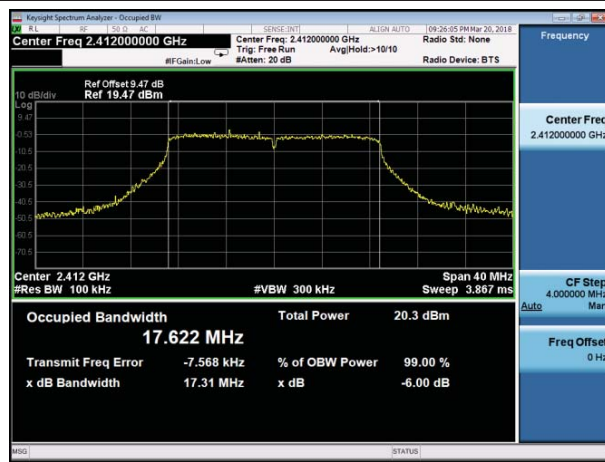 Keysight Spectrum Analyzer - Occupied BW
RL RF 50 Ω AC SENSE:INT ALIGN AUTO 09:26:05 PM Mar 20, 2018
Center Freq 2.412000000 GHz
Center Freq: 2.412000000 GHz Radio Std: None
Trig: Free Run Avg|Hold:>10/10
#IFGain:Low #Atten: 20 dB Radio Device: BTS
Ref Offset 9.47 dB
10 dB/div Ref 19.47 dBm
Log
9.47
-0.53
-10.5
-20.5
-30.5
-40.5
-50.5
-60.5
-70.5
Center 2.412 GHz Span 40 MHz
#Res BW 100 kHz #VBW 300 kHz Sweep 3.867 ms
Occupied Bandwidth Total Power 20.3 dBm
17.622 MHz
Transmit Freq Error -7.568 kHz % of OBW Power 99.00 %
x dB Bandwidth 17.31 MHz x dB -6.00 dB
MSG STATUS
Frequency
Center Freq
2.412000000 GHz
CF Step
4.000000 MHz
Auto Man
Freq Offset
0 Hz